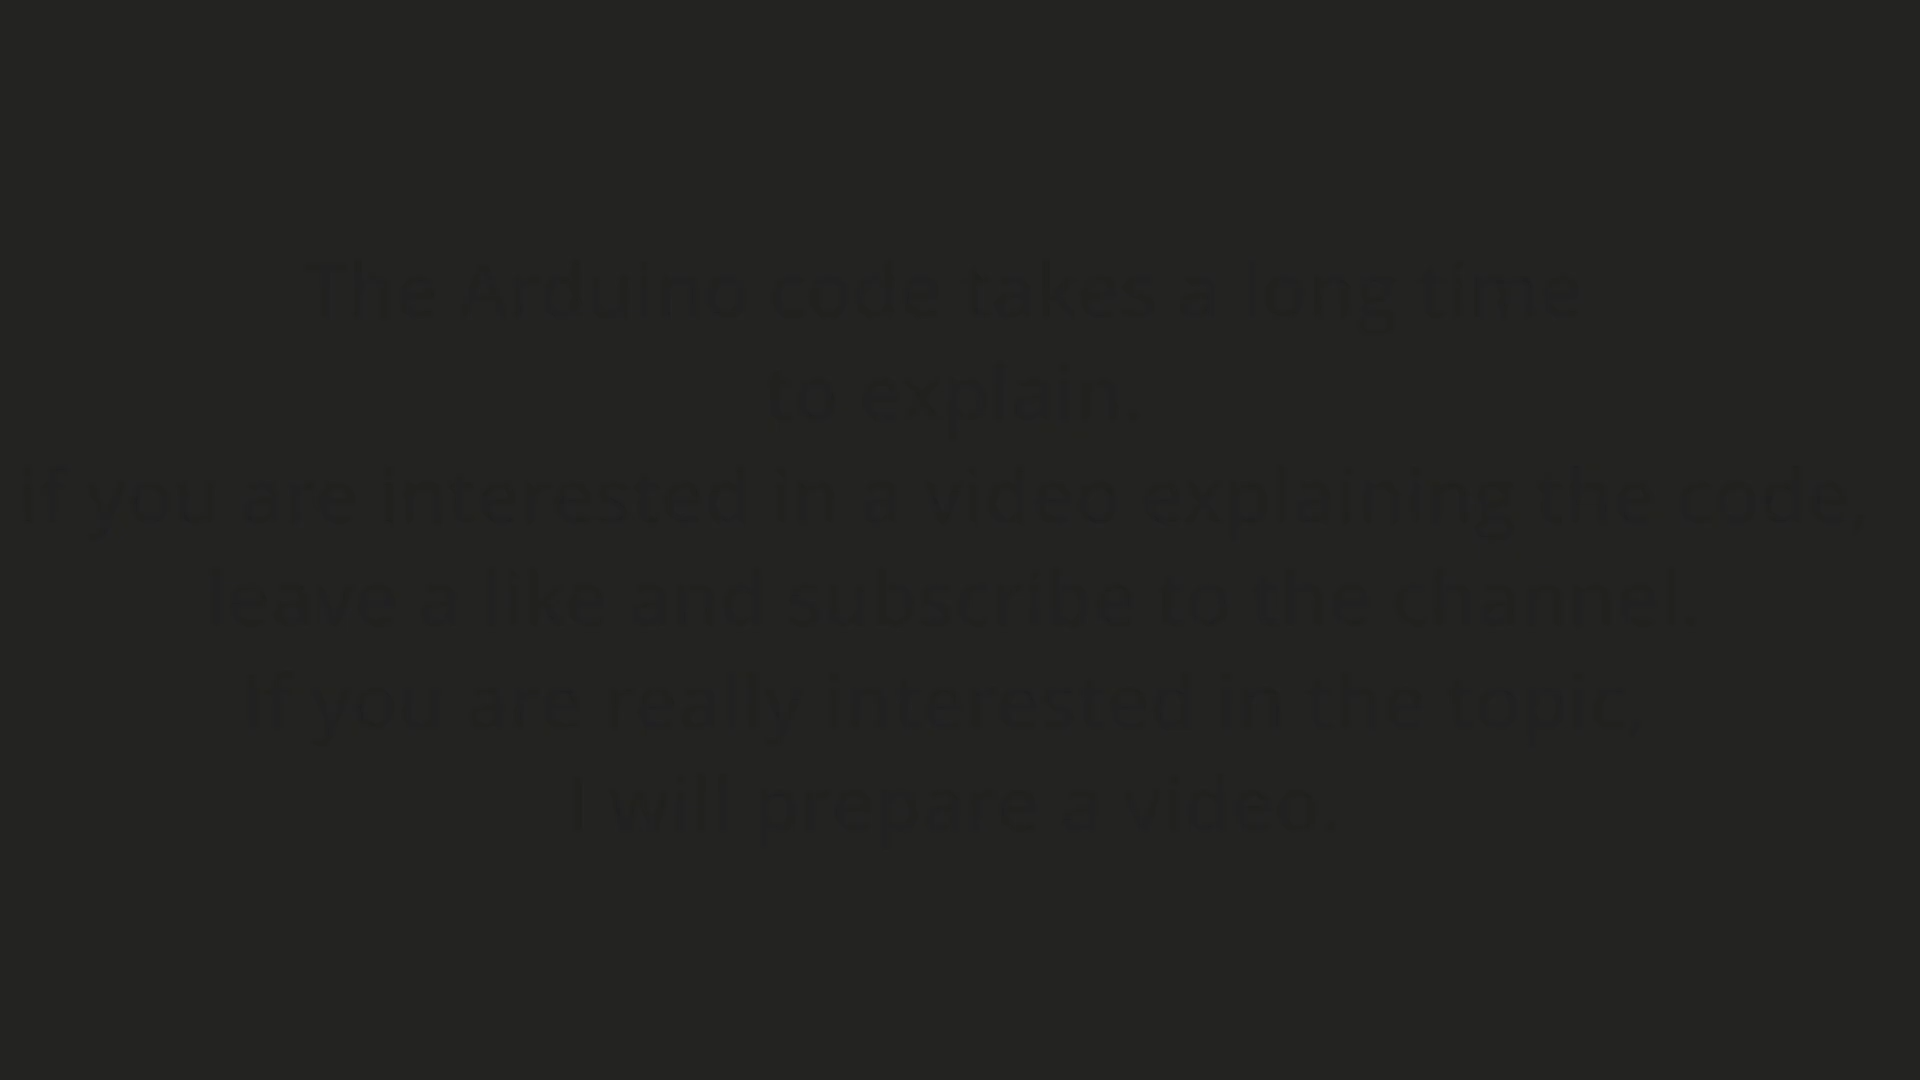 The Arduino code takes a long time
to explain.
if you are interested in a video explaining the code,
leave a like and subscribe to the channel.
If you are really interested in the topic,
I will prepare a video.